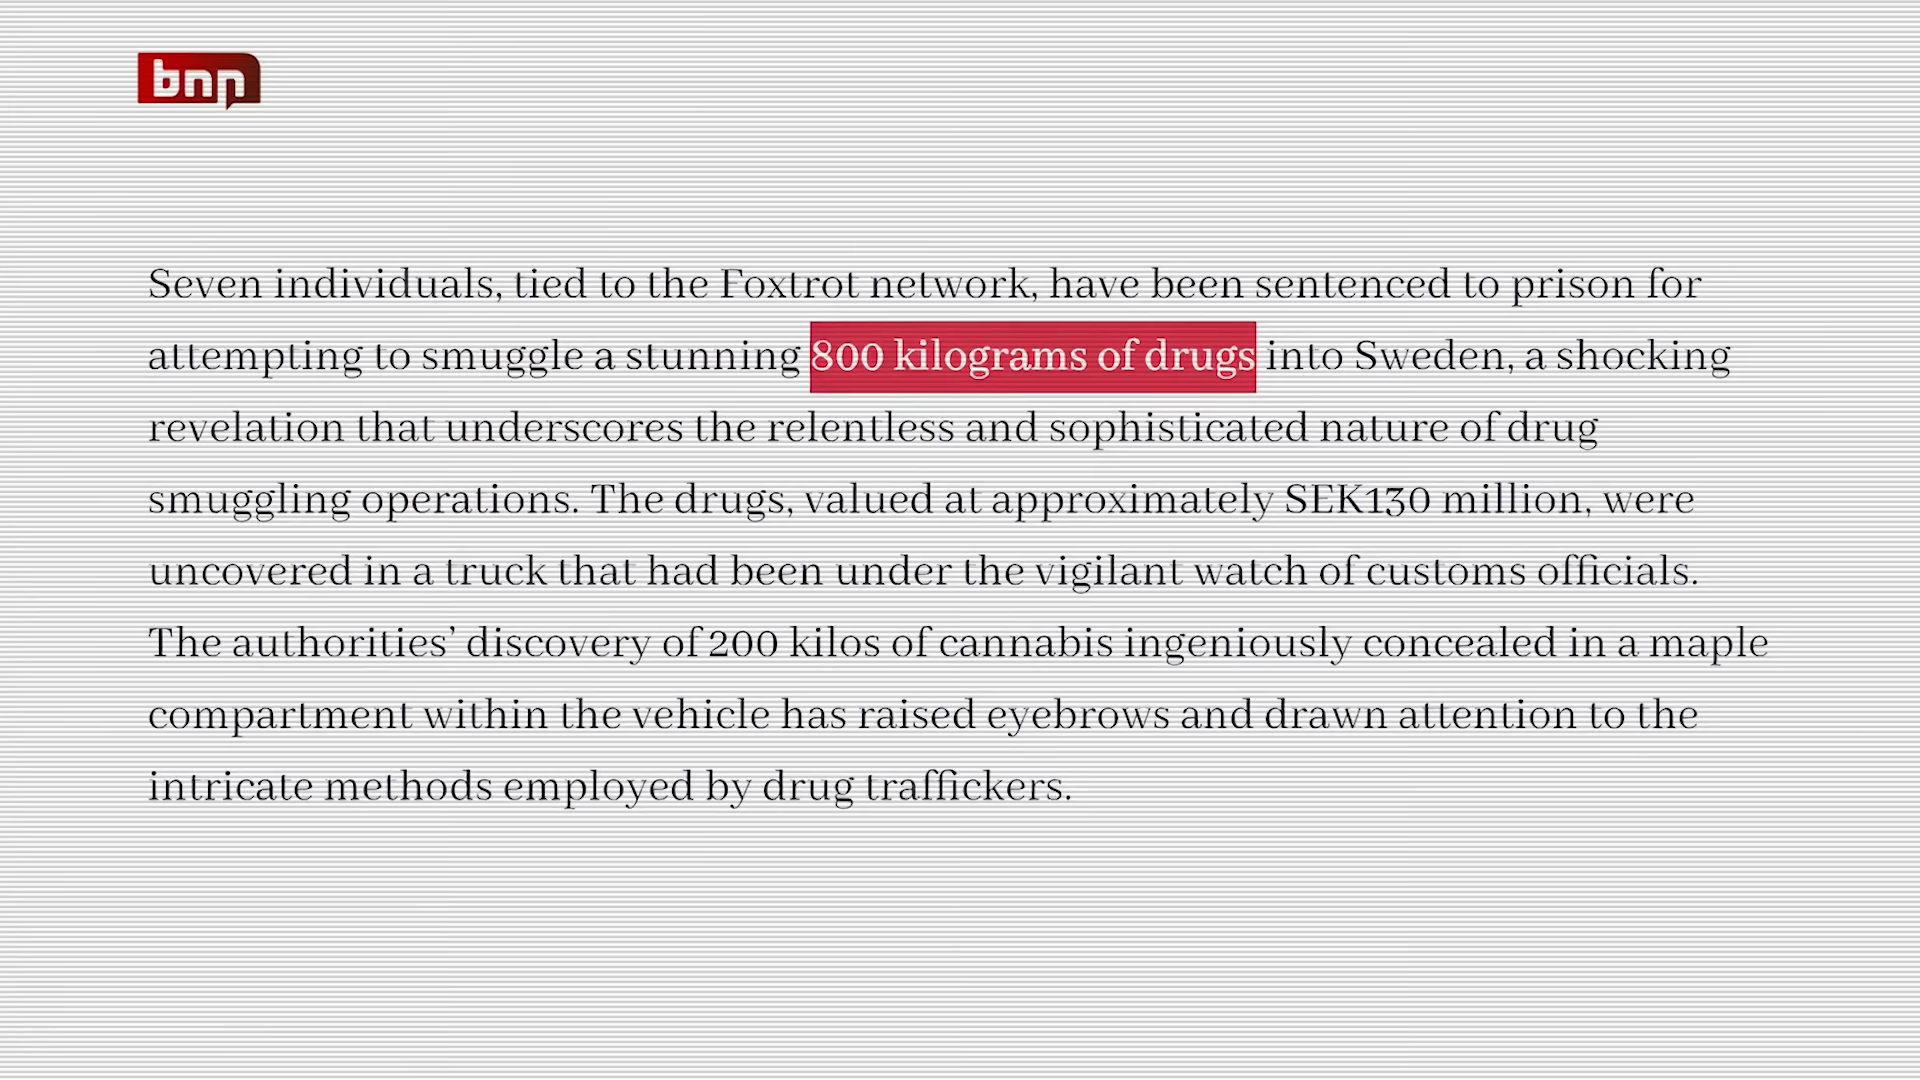 bnn
Seven individuals, tied to the Foxtrot network, have been sentenced to prison for
attempting to smuggle a stunning 800 kilograms of drugs into Sweden, a shocking
revelation that underscores the relentless and sophisticated nature of drug
smuggling operations. The drugs, valued at approximately SEK130 million, were
uncovered in a truck that had been under the vigilant watch of customs officials.
The authorities’ discovery of 200 kilos of cannabis ingeniously concealed in a maple
compartment within the vehicle has raised eyebrows and drawn attention to the
intricate methods employed by drug traffickers.